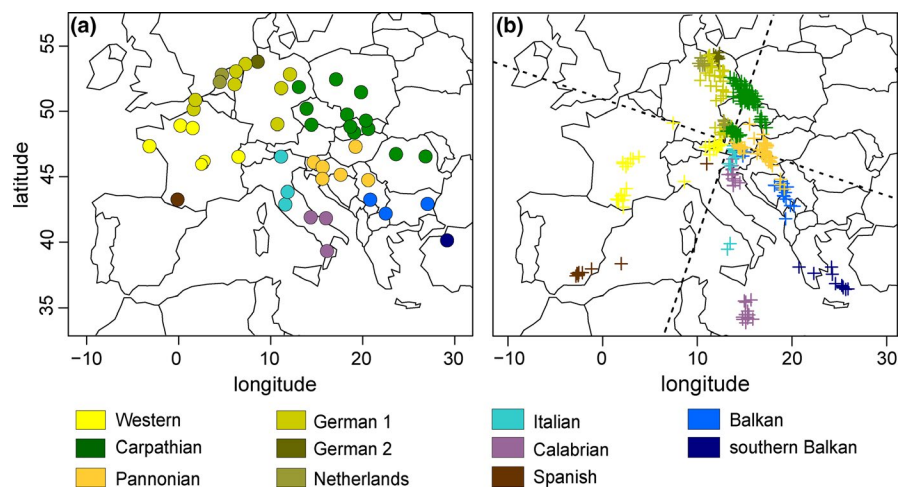 (a)
(b)
latitude
55
50
45
40
35
-10
0
10
20
30
longitude
-10
0
10
20
30
longitude
Western
Carpathian
Pannonian
German 1
German 2
Netherlands
Italian
Calabrian
Spanish
Balkan
southern Balkan